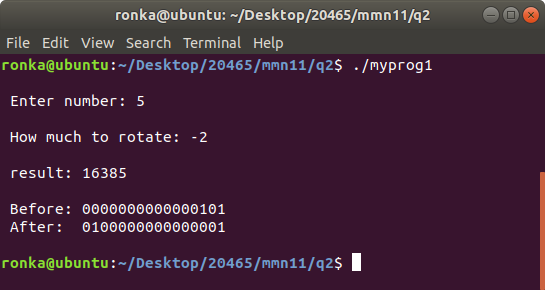 ronka@ubuntu: ~/Desktop/20465/mmn11/q2
File Edit View Search Terminal Help
ronka@ubuntu:~/Desktop/20465/mmn11/q2$ ./myprog1
Enter number: 5
How much to rotate: -2
result: 16385
Before: 0000000000000101
After:  0100000000000001
ronka@ubuntu:~/Desktop/20465/mmn11/q2$